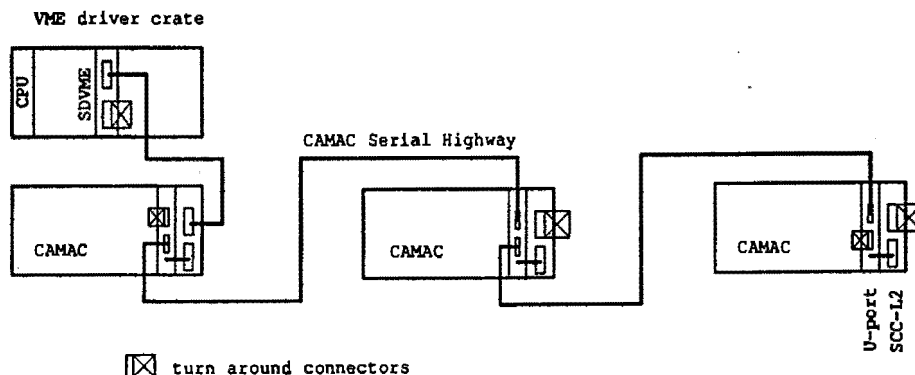 VME driver crate
CPU
SDVME
CAMAC Serial Highway
CAMAC
CAMAC
CAMAC
U-port
SCC-L2
turn around connectors